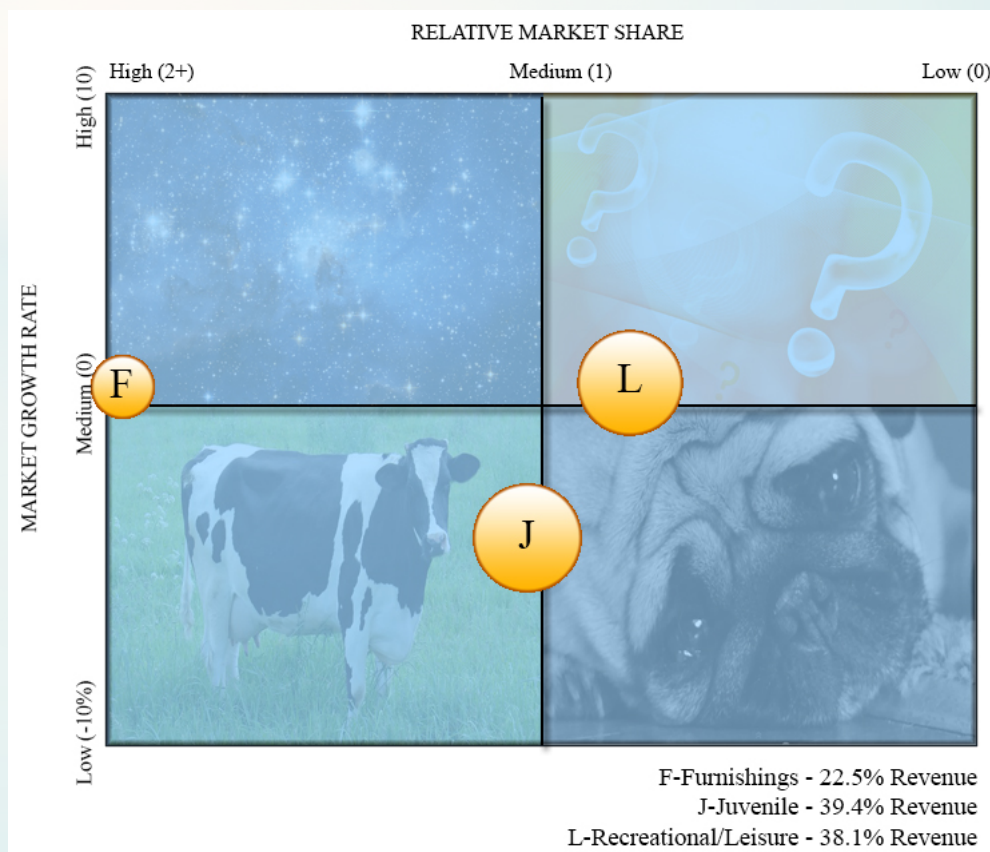 RELATIVE MARKET SHARE
High (2+) Medium (1) Low (0)
MARKET GROWTH RATE
High (10)
Medium (0)
Low (-10%)
F
L
J
F-Furnishings - 22.5% Revenue
J-Juvenile - 39.4% Revenue
L-Recreational/Leisure - 38.1% Revenue